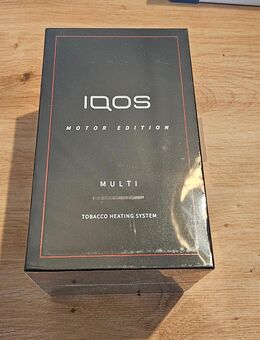 IQOS
MOTOR EDITION
MULTI
TOBACCO HEATING SYSTEM